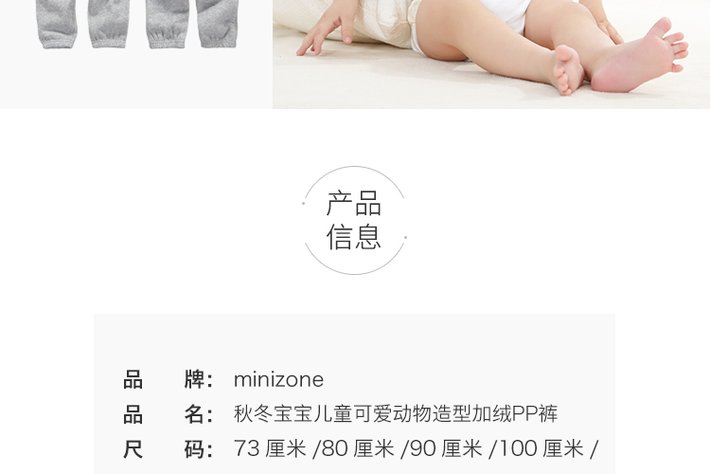 产品
信息
品 牌: minizone
品 名: 秋冬宝宝儿童可爱动物造型加绒PP裤
尺 码: 73 厘米 /80 厘米 /90 厘米 /100 厘米 /